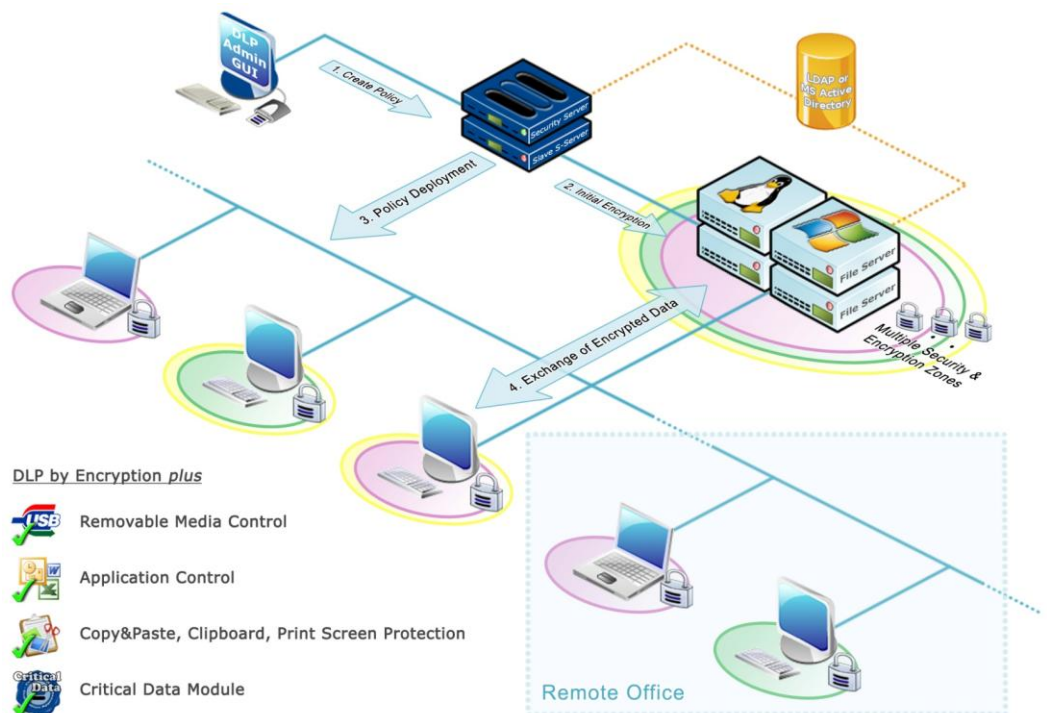 DLP
Admin
GUI
1. Create Policy
Security Server
Slave S-Server
LDAP or
MS Active
Directory
2. Initial Encryption
3. Policy Deployment
File Server
File Server
4. Exchange of Encrypted Data
Multiple Security &
Encryption Zones
DLP by Encryption plus
USB
Removable Media Control
W
Application Control
Copy&Paste, Clipboard, Print Screen Protection
Critical
Data
Critical Data Module
Remote Office